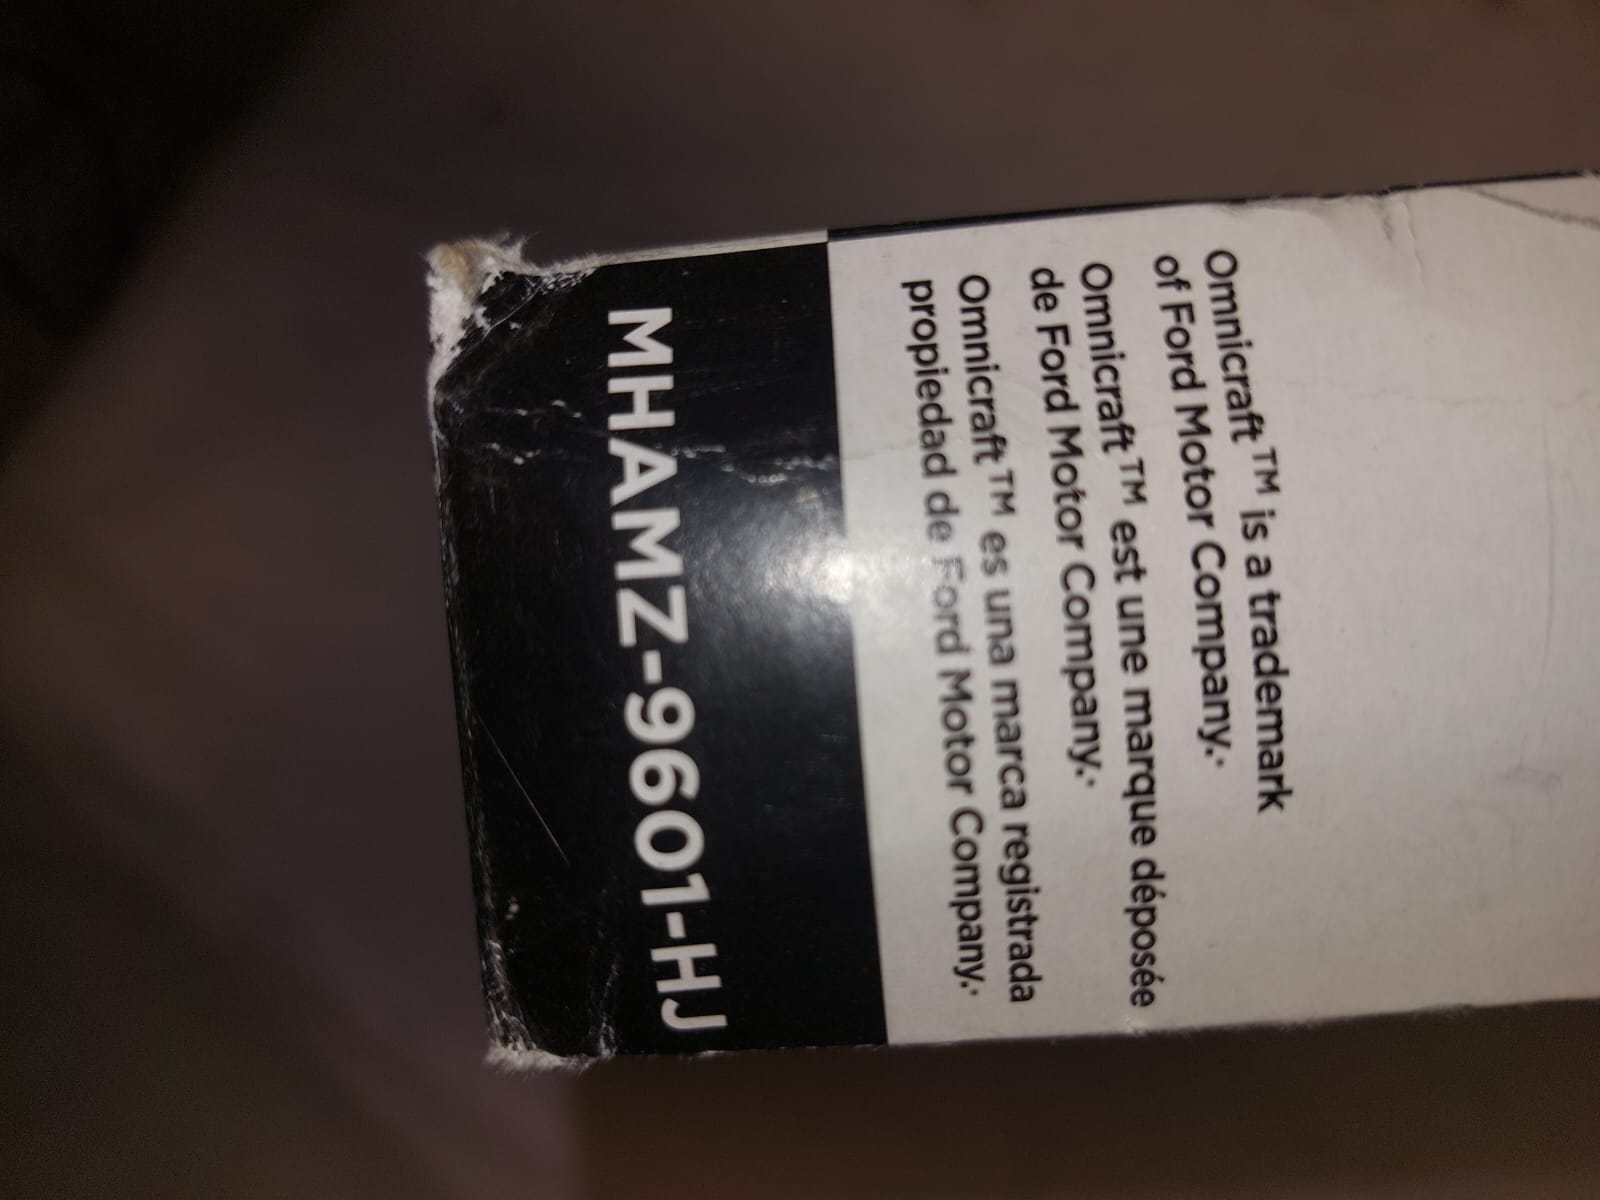 Omnicraft™ is a trademark
of Ford Motor Company.·
Omnicraft™ est une marque déposée
de Ford Motor Company.·
Omnicraft™ es una marca registrada
propiedad de Ford Motor Company.·
MHAMZ-9601-HJ